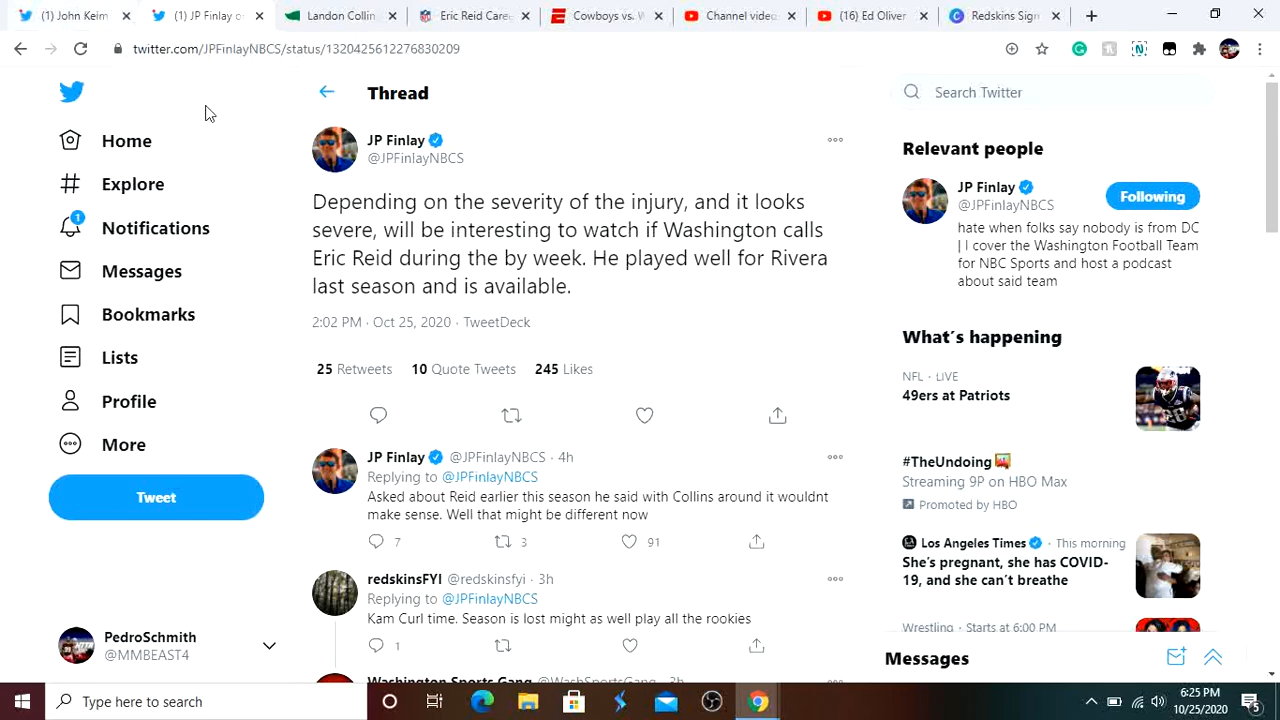 (1) John Keim
(1) JP Finlay o
Landon Collin
Eric Reid Care
Cowboys vs. W
Channel video
(16) Ed Oliver
Redskins Sign
twitter.com/JPFinlayNBCS/status/1320425612276830209
Thread
Search Twitter
Home
Explore
1
Notifications
Messages
Bookmarks
Lists
Profile
More
Tweet
PedroSchmith
@MMBEAST4
JP Finlay
@JPFinlayNBCS
Depending on the severity of the injury, and it looks
severe, will be interesting to watch if Washington calls
Eric Reid during the by week. He played well for Rivera
last season and is available.
2:02 PM · Oct 25, 2020 · TweetDeck
25 Retweets 10 Quote Tweets 245 Likes
JP Finlay @JPFinlayNBCS · 4h
Replying to @JPFinlayNBCS
Asked about Reid earlier this season he said with Collins around it wouldnt
make sense. Well that might be different now
7 3 91
redskinsFYI @redskinsfyi · 3h
Replying to @JPFinlayNBCS
Kam Curl time. Season is lost might as well play all the rookies
1
Washington Sports Gang @WashSportsGang · 3h
Relevant people
JP Finlay
@JPFinlayNBCS
Following
hate when folks say nobody is from DC
| I cover the Washington Football Team
for NBC Sports and host a podcast
about said team
What's happening
NFL · LIVE
49ers at Patriots
#TheUndoing
Streaming 9P on HBO Max
Promoted by HBO
Los Angeles Times · This morning
She's pregnant, she has COVID-
19, and she can't breathe
Wrestling · Starts at 6:00 PM
Messages
Type here to search
6:25 PM
10/25/2020
5